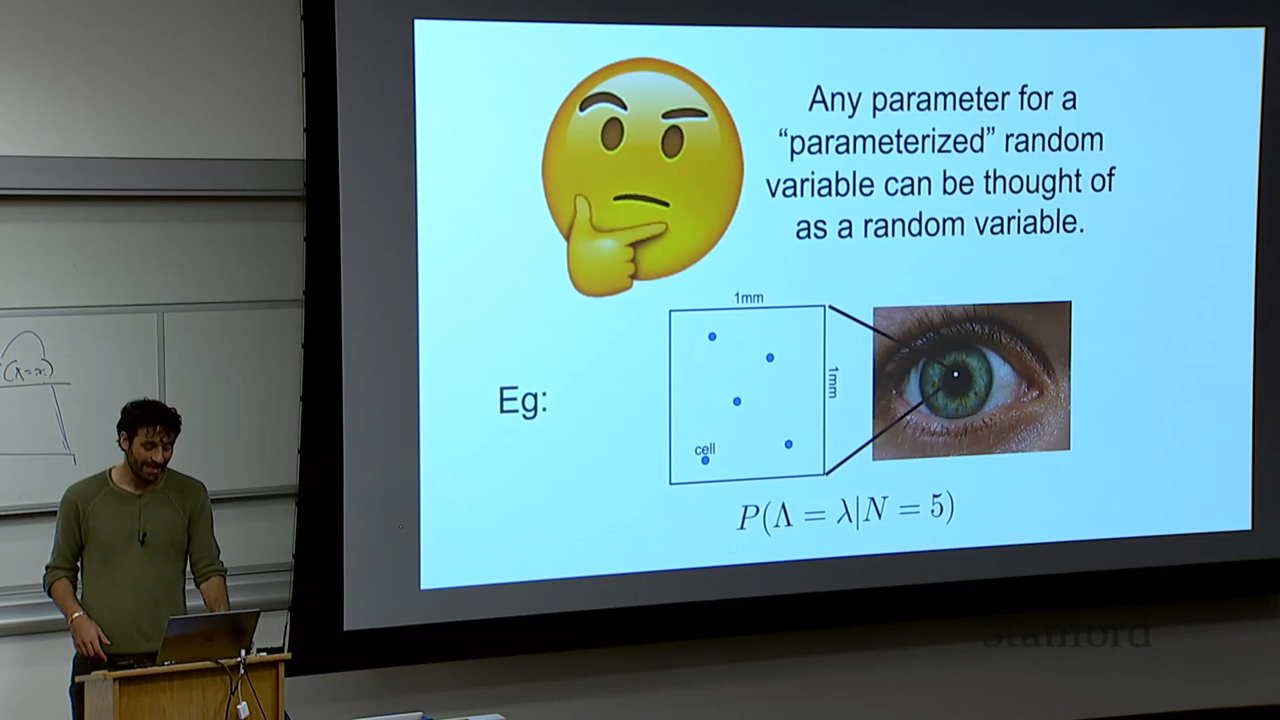 Any parameter for a
“parameterized” random
variable can be thought of
as a random variable.
1mm
1mm
Eg:
cell
P(Λ = λ|N = 5)
(X=x)
Stanford